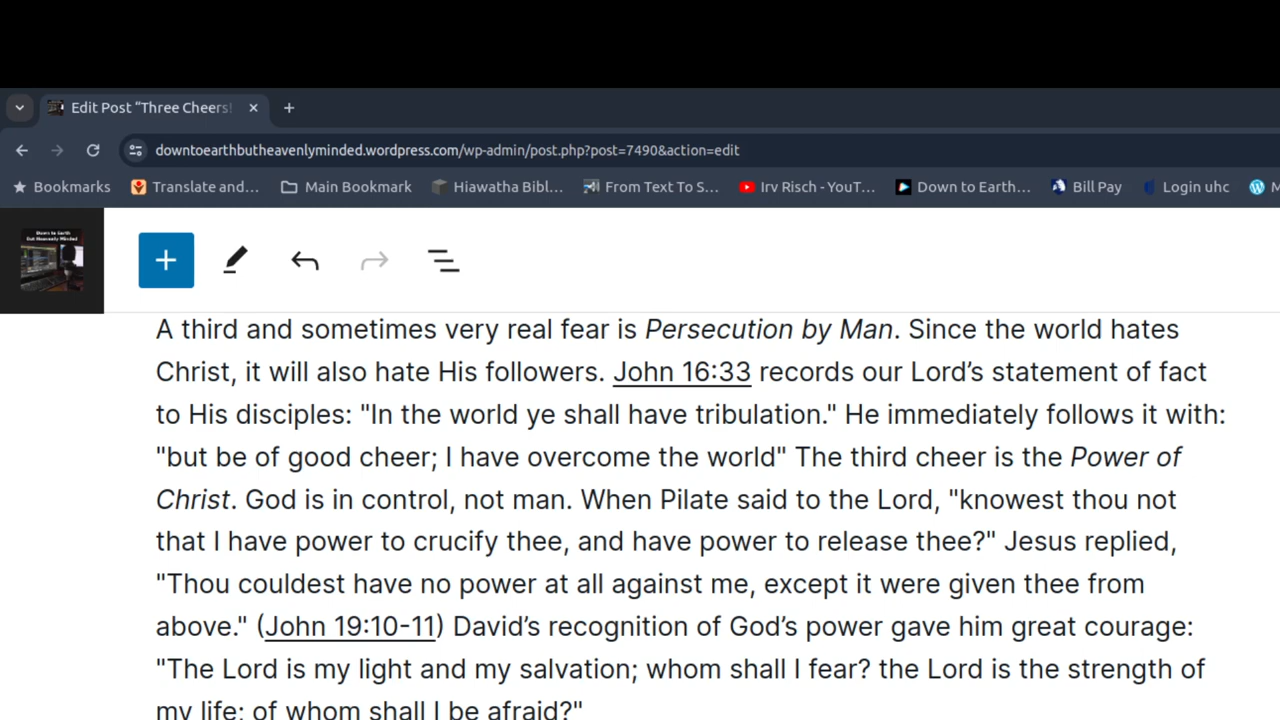 Edit Post "Three Cheers!
downtoearthbutheavenlyminded.wordpress.com/wp-admin/post.php?post=7490&action=edit
Bookmarks Translate and... Main Bookmark Hiawatha Bibl... From Text To S... Irv Risch - YouT... Down to Earth... Bill Pay Login uhc M
Down to Earth
But Heavenly Minded
A third and sometimes very real fear is Persecution by Man. Since the world hates
Christ, it will also hate His followers. John 16:33 records our Lord’s statement of fact
to His disciples: "In the world ye shall have tribulation." He immediately follows it with:
"but be of good cheer; I have overcome the world" The third cheer is the Power of
Christ. God is in control, not man. When Pilate said to the Lord, "knowest thou not
that I have power to crucify thee, and have power to release thee?" Jesus replied,
"Thou couldest have no power at all against me, except it were given thee from
above." (John 19:10-11) David’s recognition of God’s power gave him great courage:
"The Lord is my light and my salvation; whom shall I fear? the Lord is the strength of
my life; of whom shall I be afraid?"